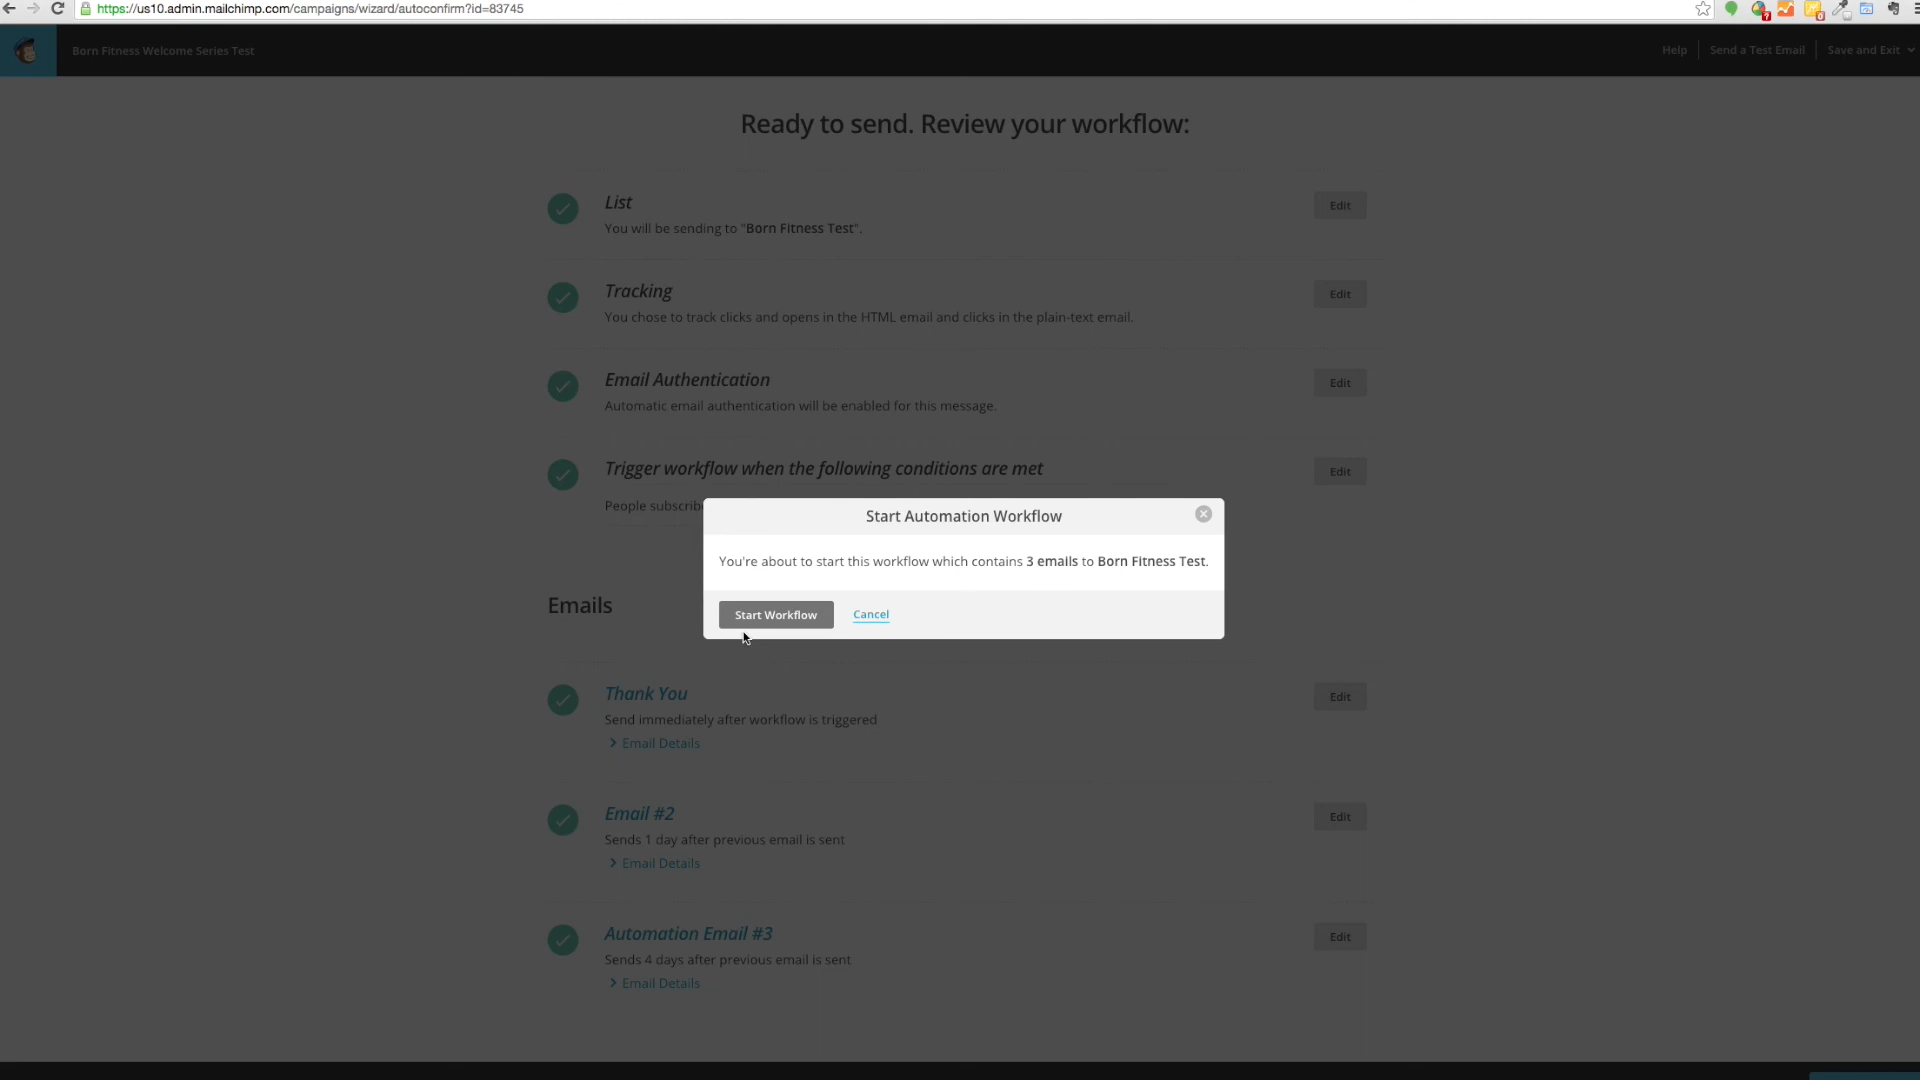 https://us10.admin.mailchimp.com/campaigns/wizard/autoconfirm?id=83745
Born Fitness Welcome Series Test
Help
Send a Test Email
Save and Exit
Ready to send. Review your workflow:
List
Edit
You will be sending to "Born Fitness Test".
Tracking
Edit
You chose to track clicks and opens in the HTML email and clicks in the plain-text email.
Email Authentication
Edit
Automatic email authentication will be enabled for this message.
Trigger workflow when the following conditions are met
Edit
People
Start Automation Workflow
You're about to start this workflow which contains 3 emails to Born Fitness Test.
Start Workflow
Cancel
Emails
Thank You
Edit
Send immediately after workflow is triggered
> Email Details
Email #2
Edit
Sends 1 day after previous email is sent
> Email Details
Automation Email #3
Edit
Sends 4 days after previous email is sent
> Email Details